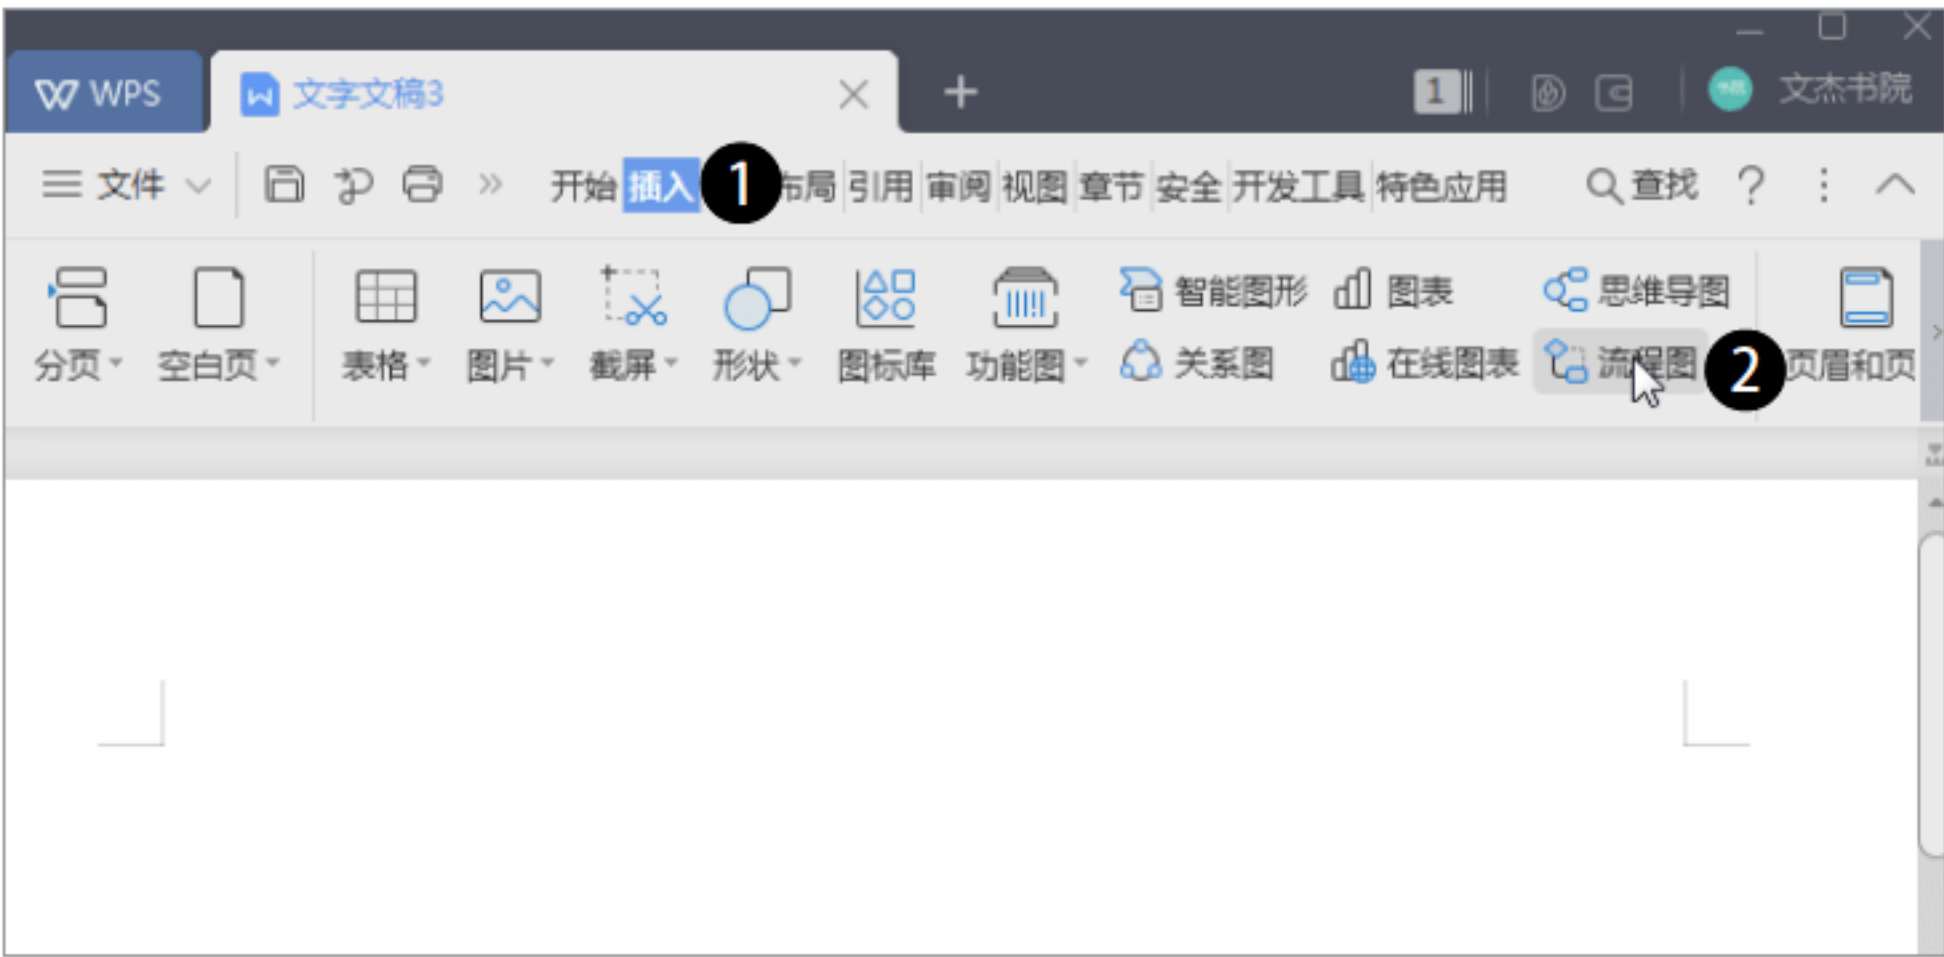 WPS 文字文稿3 1 文杰书院
文件 开始 插入 1 布局 引用 审阅 视图 章节 安全 开发工具 特色应用 查找 ?
智能图形 图表 思维导图
分页 空白页 表格 图片 截屏 形状 图标库 功能图 关系图 在线图表 流程图 2 页眉和页